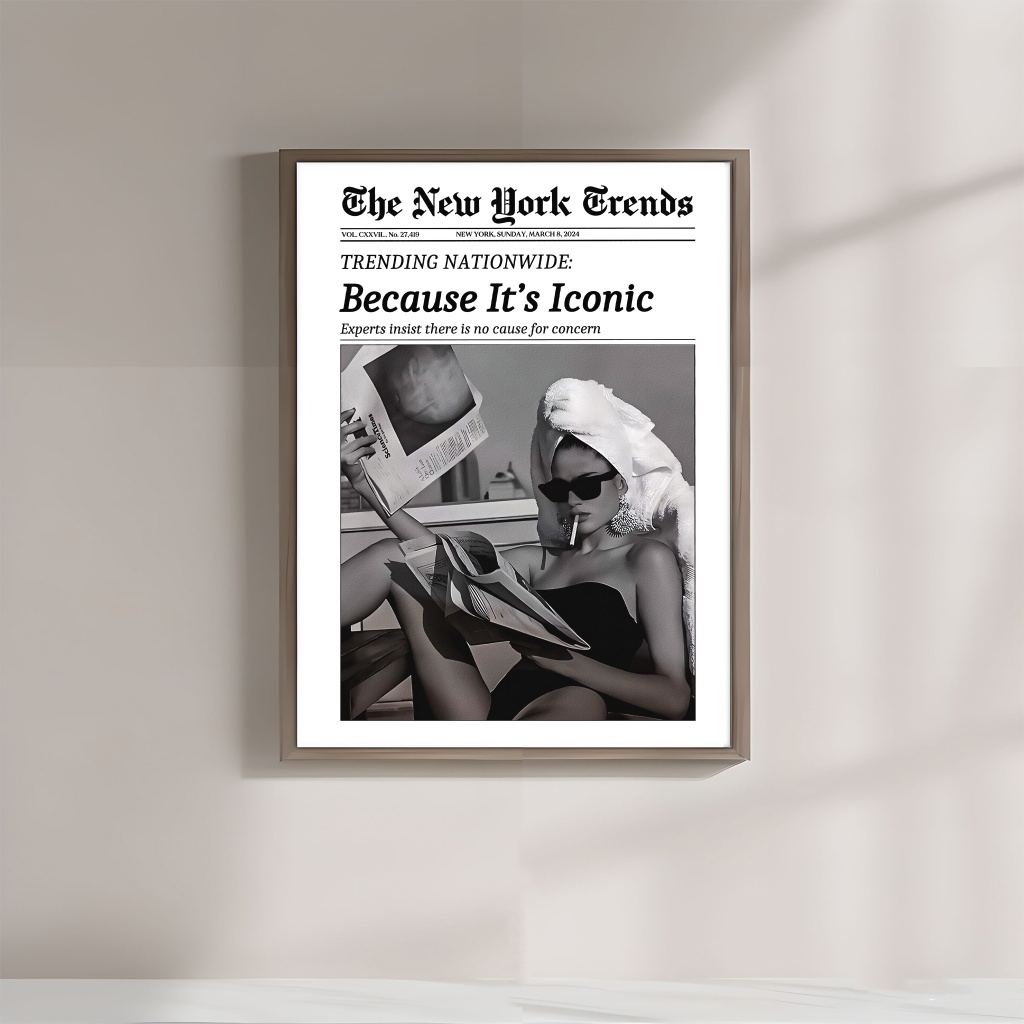 The New York Trends
VOL. CXXVII... No. 27,419 NEW YORK, SUNDAY, MARCH 8, 2024
TRENDING NATIONWIDE:
Because It's Iconic
Experts insist there is no cause for concern
ScienceTimes